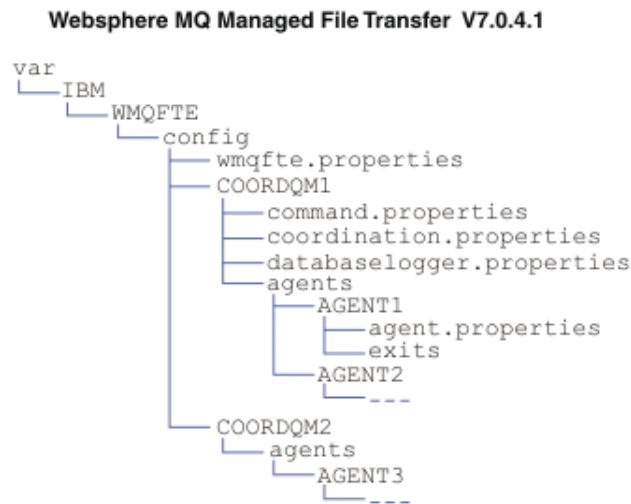 Websphere MQ Managed File Transfer V7.0.4.1
var
IBM
WMQFTE
config
wmqfte.properties
COORDQM1
command.properties
coordination.properties
databaselogger.properties
agents
AGENT1
agent.properties
exits
AGENT2
---
COORDQM2
agents
AGENT3
---